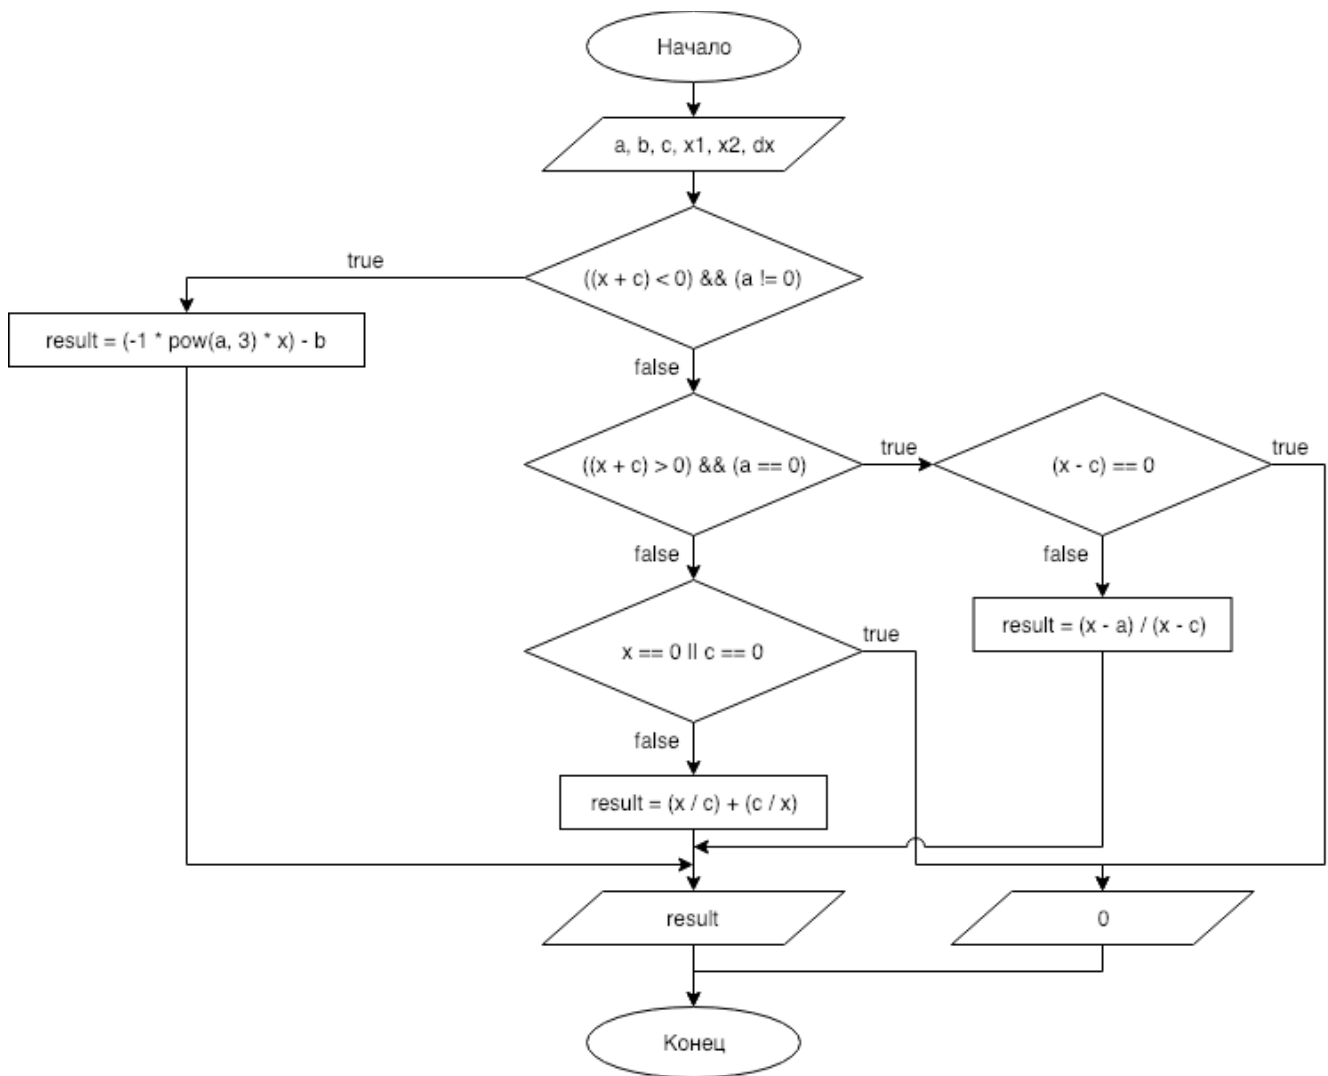 Начало
a, b, c, x1, x2, dx
((x + c) < 0) && (a != 0)
true
result = (-1 * pow(a, 3) * x) - b
false
((x + c) > 0) && (a == 0)
true
(x - c) == 0
true
false
false
result = (x - a) / (x - c)
x == 0 || c == 0
true
false
result = (x / c) + (c / x)
result
0
Конец